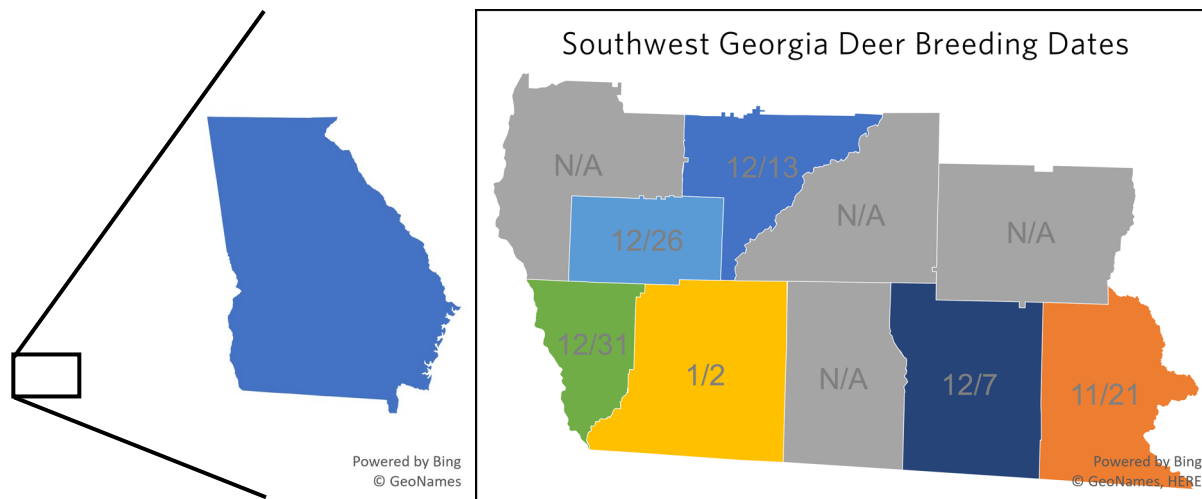 Southwest Georgia Deer Breeding Dates
N/A
12/13
N/A
N/A
12/26
12/31
1/2
N/A
12/7
11/21
Powered by Bing
© GeoNames
Powered by Bing
© GeoNames, HERE